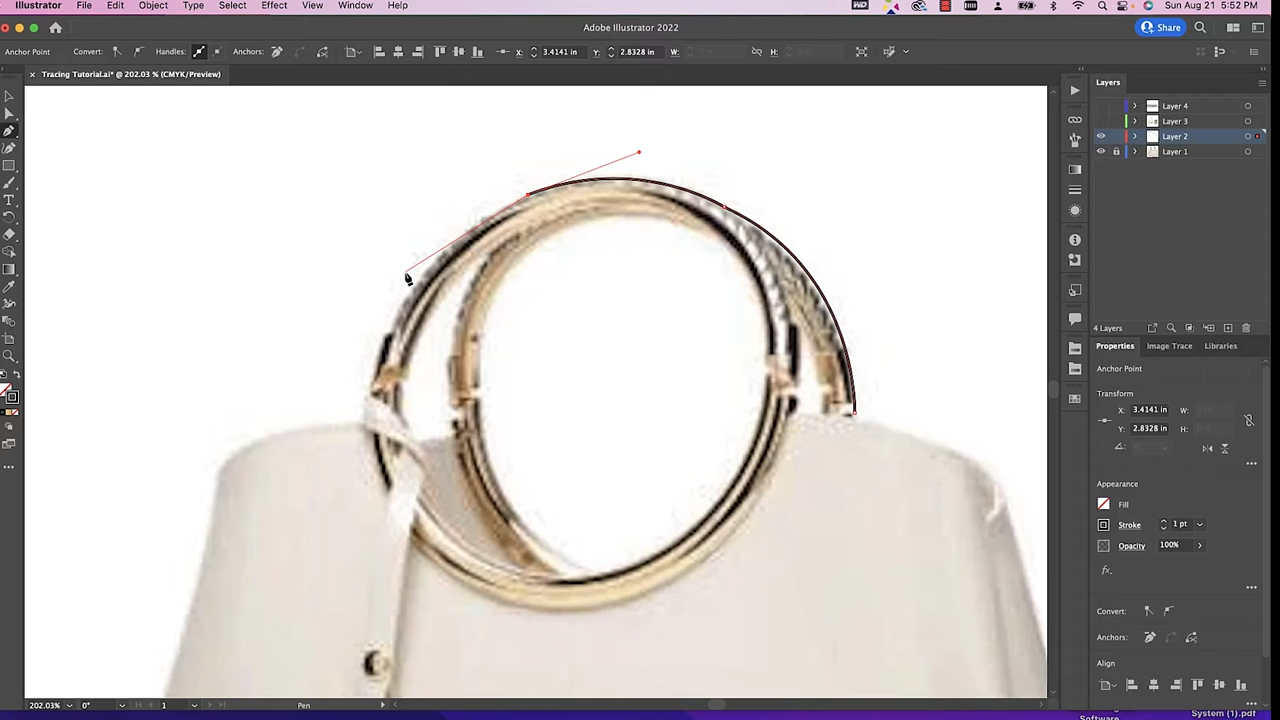 Illustrator File Edit Object Type Select Effect View Window Help
Sun Aug 21 5:52 PM
Adobe Illustrator 2022
Share
Anchor Point Convert: Handles: Anchors: X: 3.4141 in Y: 2.8328 in W: H:
× Tracing Tutorial.ai* @ 202.03 % (CMYK/Preview)
Layers
Layer 4
Layer 3
Layer 2
Layer 1
4 Layers
Properties Image Trace Libraries
Anchor Point
Transform
X: 3.4141 in W:
Y: 2.8328 in H:
Appearance
Fill
Stroke 1 pt
Opacity 100%
fx.
Convert:
Anchors:
Align
202.03% 0° 1 Pen
Software
System (1).pdf